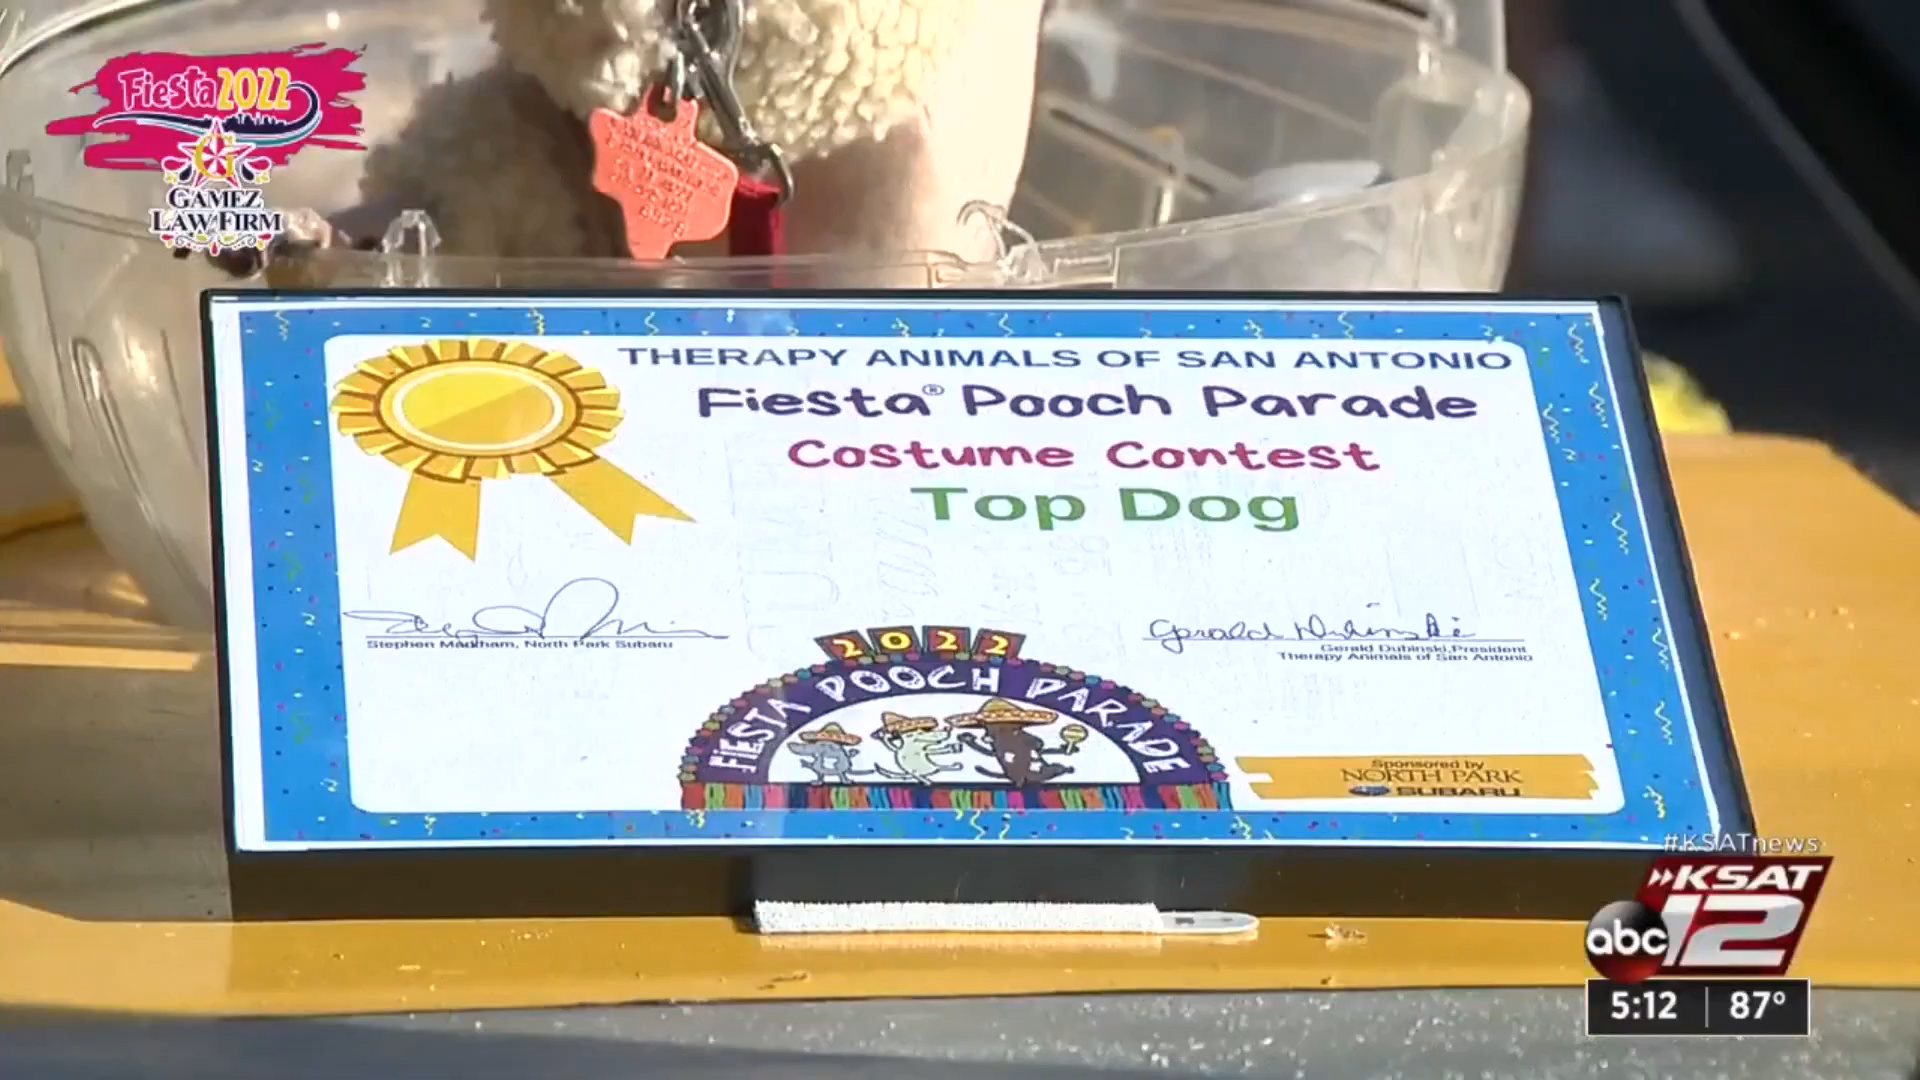 Fiesta 2022
G
GAMEZ
LAW FIRM
THERAPY ANIMALS OF SAN ANTONIO
Fiesta® Pooch Parade
Costume Contest
Top Dog
Stephen Markham, North Park Subaru
Gerald Dubinski, President
Therapy Animals of San Antonio
2022
FIESTA POOCH PARADE
Sponsored by
NORTH PARK
SUBARU
#KSATnews
KSAT
abc 12
5:12 87°